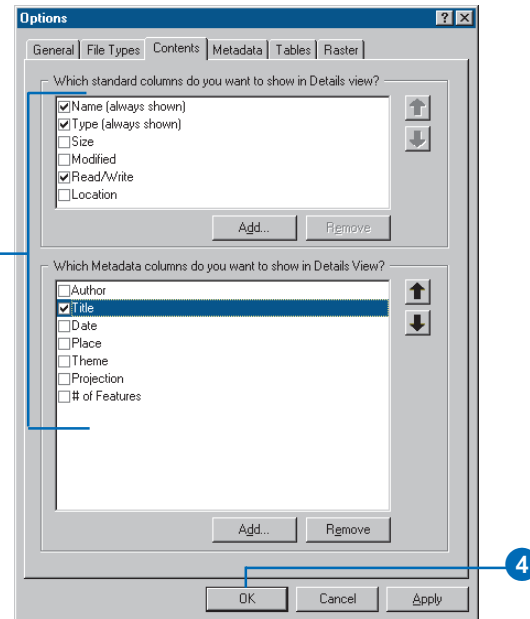 Options
General File Types Contents Metadata Tables Raster
Which standard columns do you want to show in Details view?
Name (always shown)
Type (always shown)
Size
Modified
Read/Write
Location
Add... Remove
Which Metadata columns do you want to show in Details View?
Author
Title
Date
Place
Theme
Projection
# of Features
Add... Remove
4
OK Cancel Apply